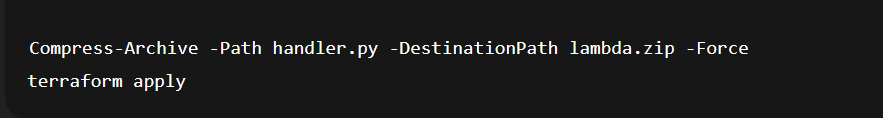 Compress-Archive -Path handler.py -DestinationPath lambda.zip -Force
terraform apply